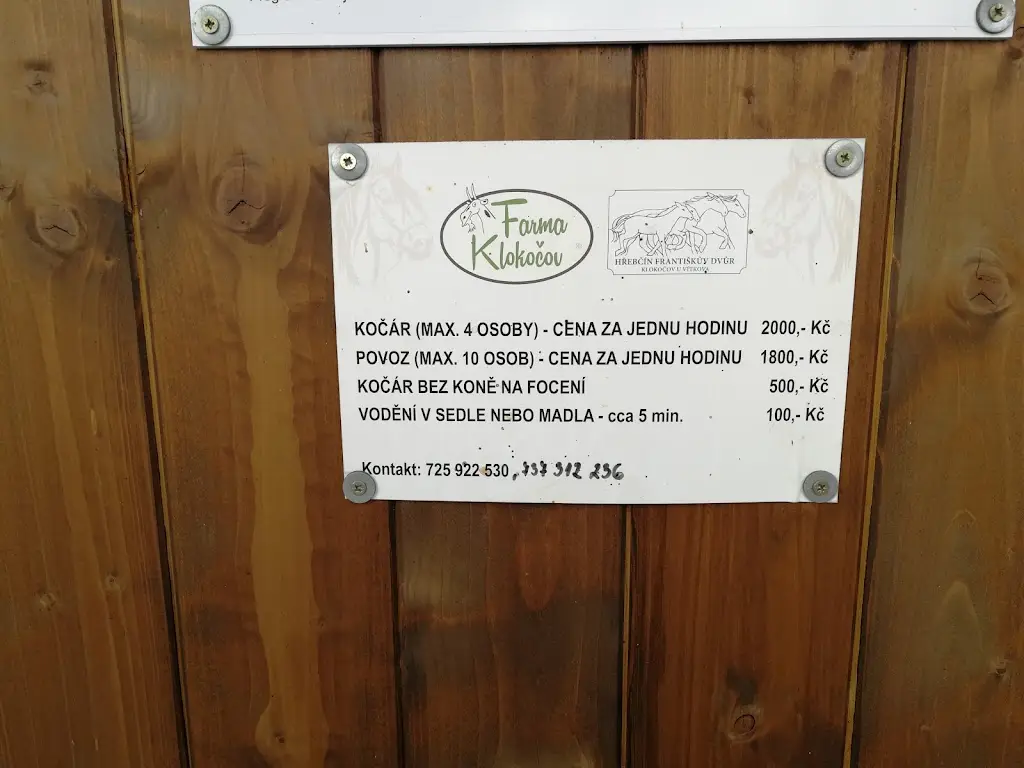 Farma
Klokočov
HŘEBČÍN FRANTIŠKŮV DVŮR
KLOKOČOV U VÍTKOVA
KOČÁR (MAX. 4 OSOBY) - CENA ZA JEDNU HODINU 2000,- Kč
POVOZ (MAX. 10 OSOB) - CENA ZA JEDNU HODINU 1800,- Kč
KOČÁR BEZ KONĚ NA FOCENÍ 500,- Kč
VODĚNÍ V SEDLE NEBO MADLA - cca 5 min. 100,- Kč
Kontakt: 725 922 530, 737 312 236